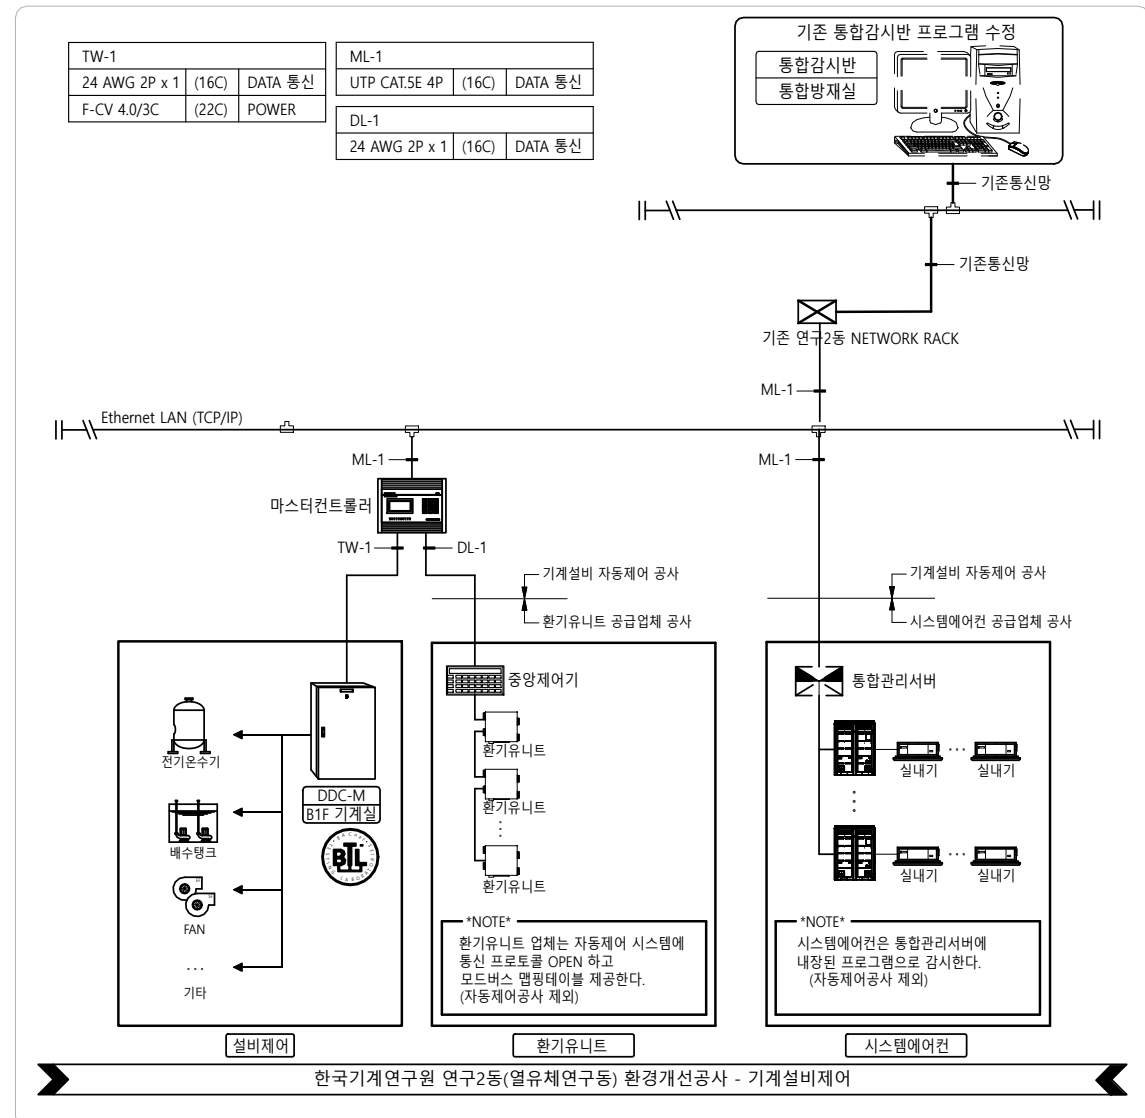 TW-1
24 AWG 2P x 1 (16C) DATA 통신
F-CV 4.0/3C (22C) POWER
ML-1
UTP CAT.5E 4P (16C) DATA 통신
DL-1
24 AWG 2P x 1 (16C) DATA 통신
기존 통합감시반 프로그램 수정
통합감시반
통합방재실
기존통신망
기존통신망
기존 연구2동 NETWORK RACK
ML-1
Ethernet LAN (TCP/IP)
ML-1
ML-1
마스터컨트롤러
TW-1
DL-1
기계설비 자동제어 공사
환기유니트 공급업체 공사
기계설비 자동제어 공사
시스템에어컨 공급업체 공사
전기온수기
배수탱크
FAN
...
기타
DDC-M
B1F 기계실
BTL
중앙제어기
환기유니트
환기유니트
환기유니트
통합관리서버
실내기
실내기
실내기
실내기
*NOTE*
환기유니트 업체는 자동제어 시스템에
통신 프로토콜 OPEN 하고
모드버스 맵핑테이블 제공한다.
(자동제어공사 제외)
*NOTE*
시스템에어컨은 통합관리서버에
내장된 프로그램으로 감시한다.
(자동제어공사 제외)
설비제어
환기유니트
시스템에어컨
한국기계연구원 연구2동(열유체연구동) 환경개선공사 - 기계설비제어